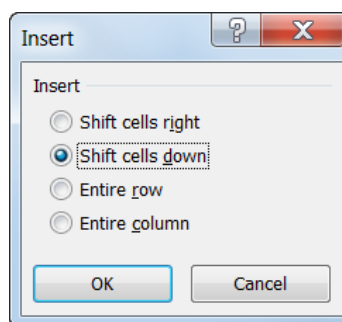 Insert
Insert
Shift cells right
Shift cells down
Entire row
Entire column
OK
Cancel